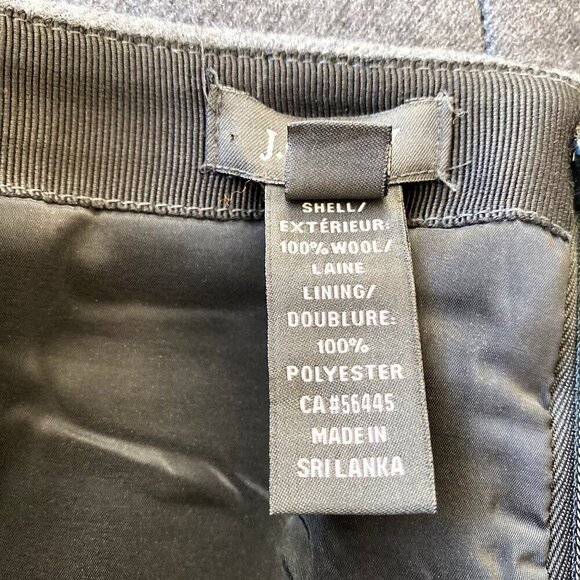 J.
SHELL/
EXTÉRIEUR:
100% WOOL/
LAINE
LINING/
DOUBLURE:
100%
POLYESTER
CA#56445
MADE IN
SRI LANKA